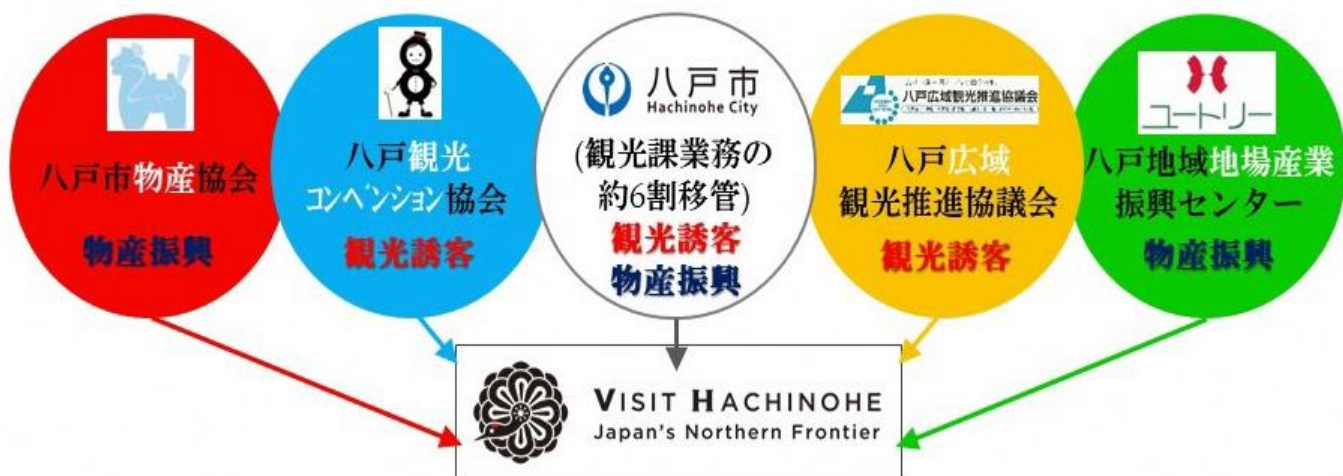 八戸市物産協会
物産振興
八戸観光
コンベンション協会
観光誘客
八戸市
Hachinohe City
(観光課業務の
約6割移管)
観光誘客
物産振興
八戸広域観光推進協議会
八戸広域
観光推進協議会
観光誘客
ユートリー
八戸地域地場産業
振興センター
物産振興
VISIT HACHINOHE
Japan's Northern Frontier